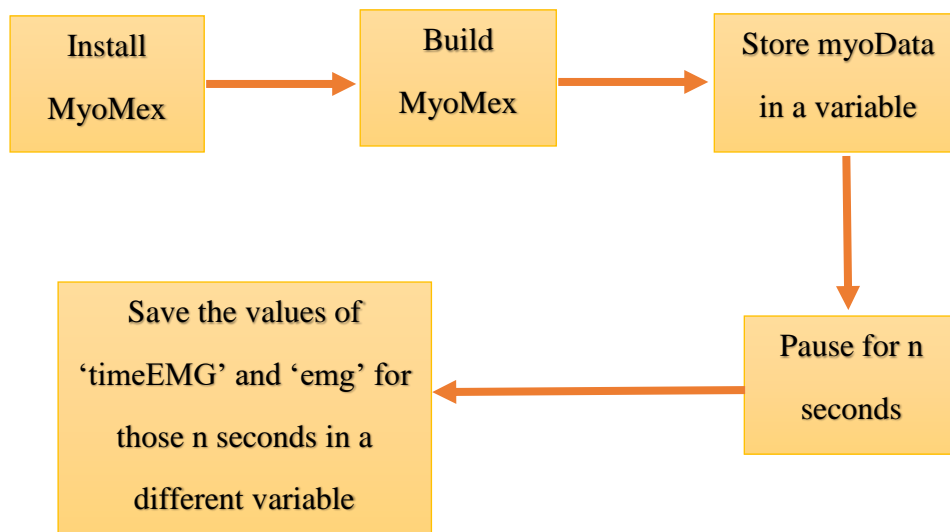 Install
MyoMex
Build
MyoMex
Store myoData
in a variable
Pause for n
seconds
Save the values of
‘timeEMG’ and ‘emg’ for
those n seconds in a
different variable